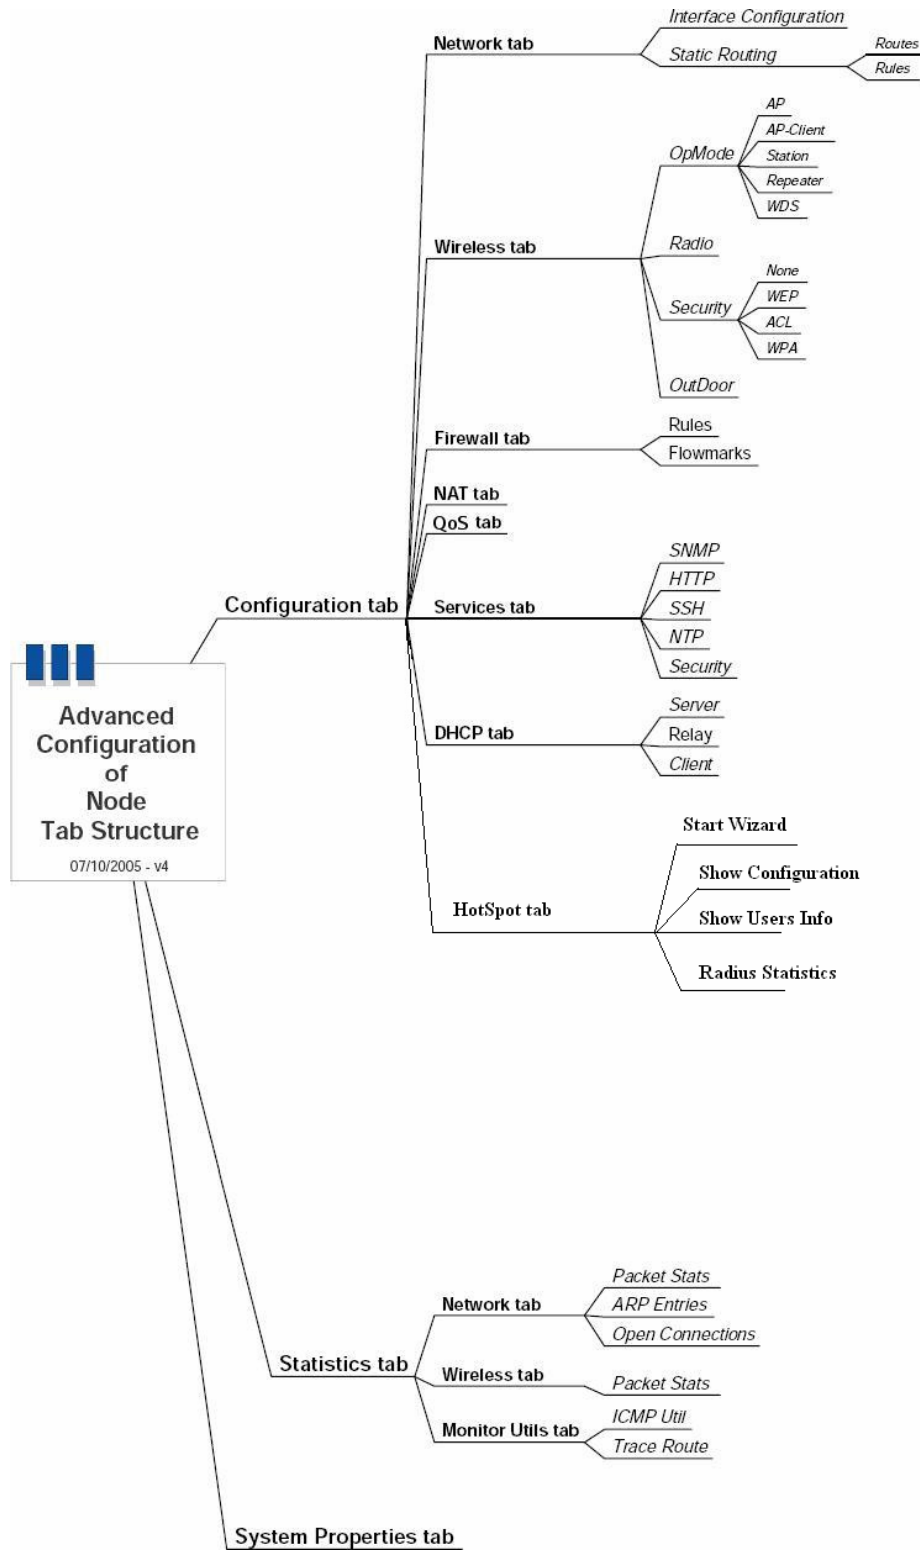 Interface Configuration
Network tab
Static Routing
Routes
Rules
AP
AP-Client
OpMode
Station
Repeater
WDS
Radio
Wireless tab
None
WEP
Security
ACL
WPA
OutDoor
Rules
Firewall tab
Flowmarks
NAT tab
QoS tab
SNMP
HTTP
Configuration tab
Services tab
SSH
NTP
Security
Server
DHCP tab
Relay
Client
Advanced
Configuration
of
Node
Tab Structure
07/10/2005 - v4
Start Wizard
Show Configuration
HotSpot tab
Show Users Info
Radius Statistics
Packet Stats
Network tab
ARP Entries
Open Connections
Statistics tab
Wireless tab
Packet Stats
ICMP Util
Monitor Utils tab
Trace Route
System Properties tab